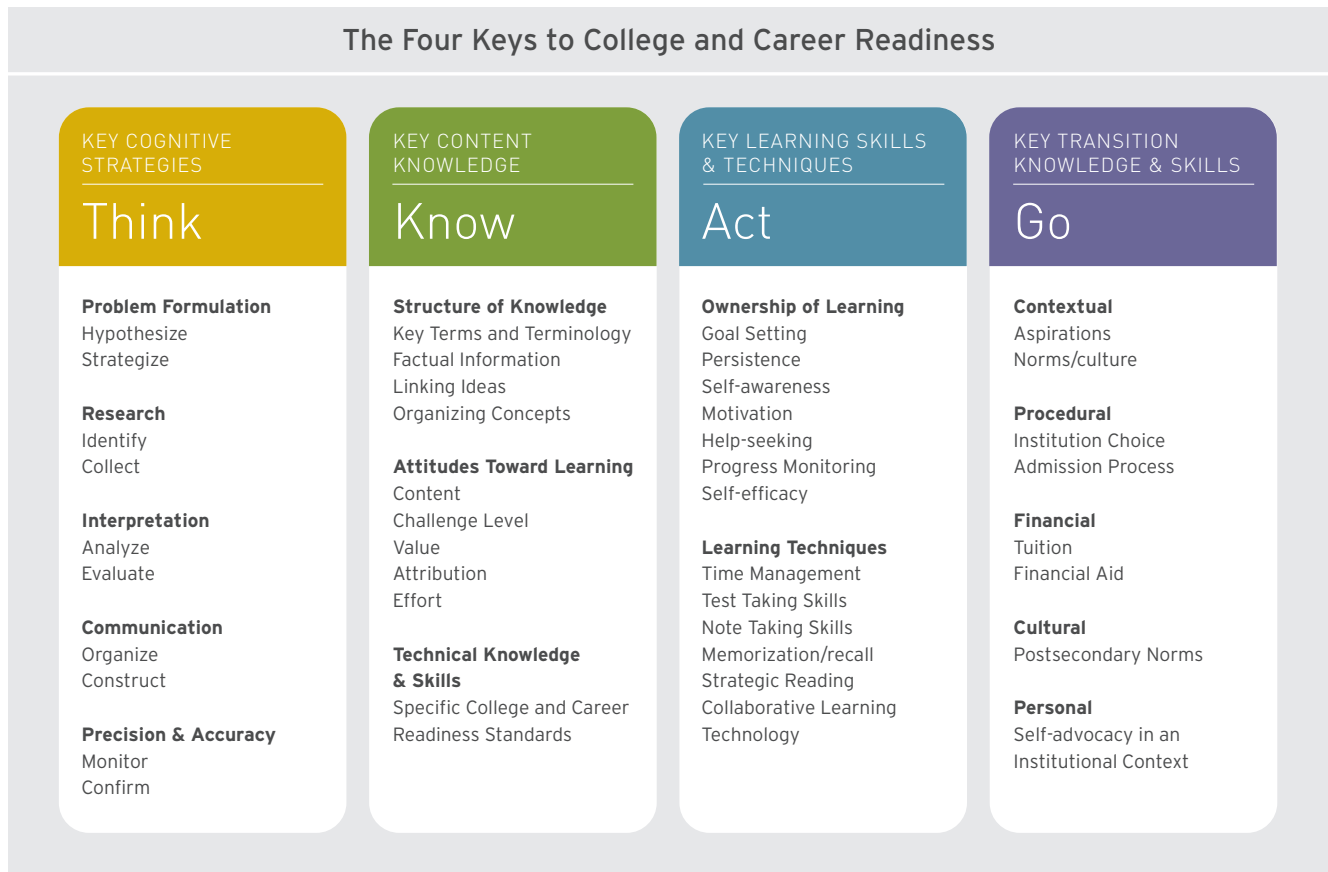 The Four Keys to College and Career Readiness
KEY COGNITIVE
STRATEGIES
Think
Problem Formulation
Hypothesize
Strategize
Research
Identify
Collect
Interpretation
Analyze
Evaluate
Communication
Organize
Construct
Precision & Accuracy
Monitor
Confirm
KEY CONTENT
KNOWLEDGE
Know
Structure of Knowledge
Key Terms and Terminology
Factual Information
Linking Ideas
Organizing Concepts
Attitudes Toward Learning
Content
Challenge Level
Value
Attribution
Effort
Technical Knowledge
& Skills
Specific College and Career
Readiness Standards
KEY LEARNING SKILLS
& TECHNIQUES
Act
Ownership of Learning
Goal Setting
Persistence
Self-awareness
Motivation
Help-seeking
Progress Monitoring
Self-efficacy
Learning Techniques
Time Management
Test Taking Skills
Note Taking Skills
Memorization/recall
Strategic Reading
Collaborative Learning
Technology
KEY TRANSITION
KNOWLEDGE & SKILLS
Go
Contextual
Aspirations
Norms/culture
Procedural
Institution Choice
Admission Process
Financial
Tuition
Financial Aid
Cultural
Postsecondary Norms
Personal
Self-advocacy in an
Institutional Context